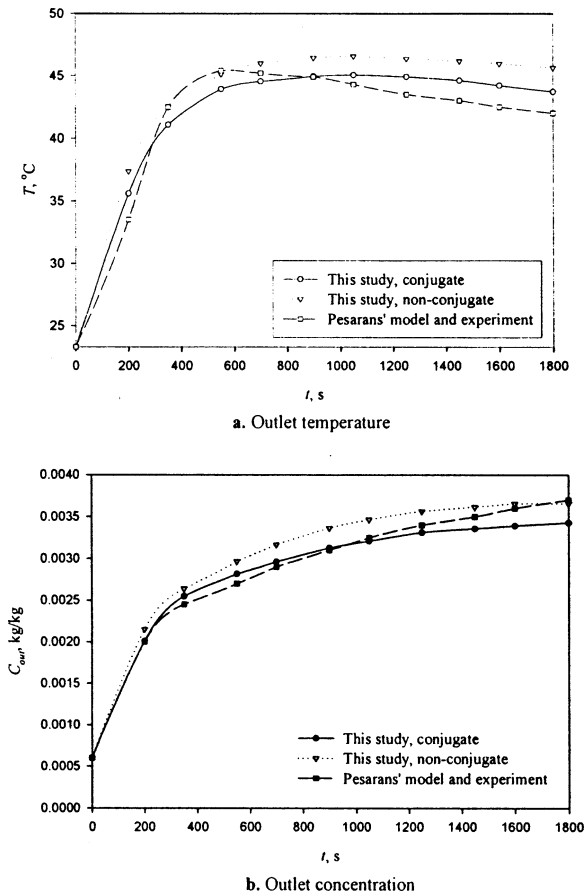 50
45
40
35
30
25
T, °C
This study, conjugate
This study, non-conjugate
Pesarans' model and experiment
0 200 400 600 800 1000 1200 1400 1600 1800
t, s
a. Outlet temperature
0.0040
0.0035
0.0030
0.0025
0.0020
0.0015
0.0010
0.0005
0.0000
C_out, kg/kg
This study, conjugate
This study, non-conjugate
Pesarans' model and experiment
0 200 400 600 800 1000 1200 1400 1600 1800
t, s
b. Outlet concentration